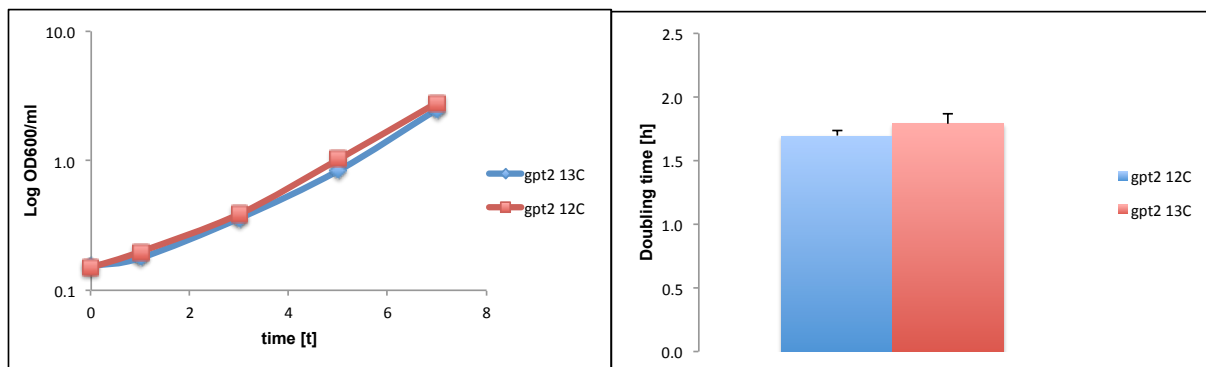 10.0
1.0
0.1
Log OD600/ml
0 2 4 6 8
time [t]
gpt2 13C
gpt2 12C
2.5
2.0
1.5
1.0
0.5
0.0
Doubling time [h]
gpt2 12C
gpt2 13C